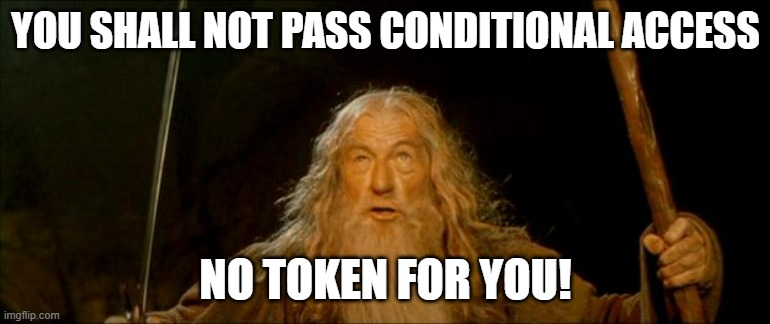 YOU SHALL NOT PASS CONDITIONAL ACCESS
NO TOKEN FOR YOU!
imgflip.com